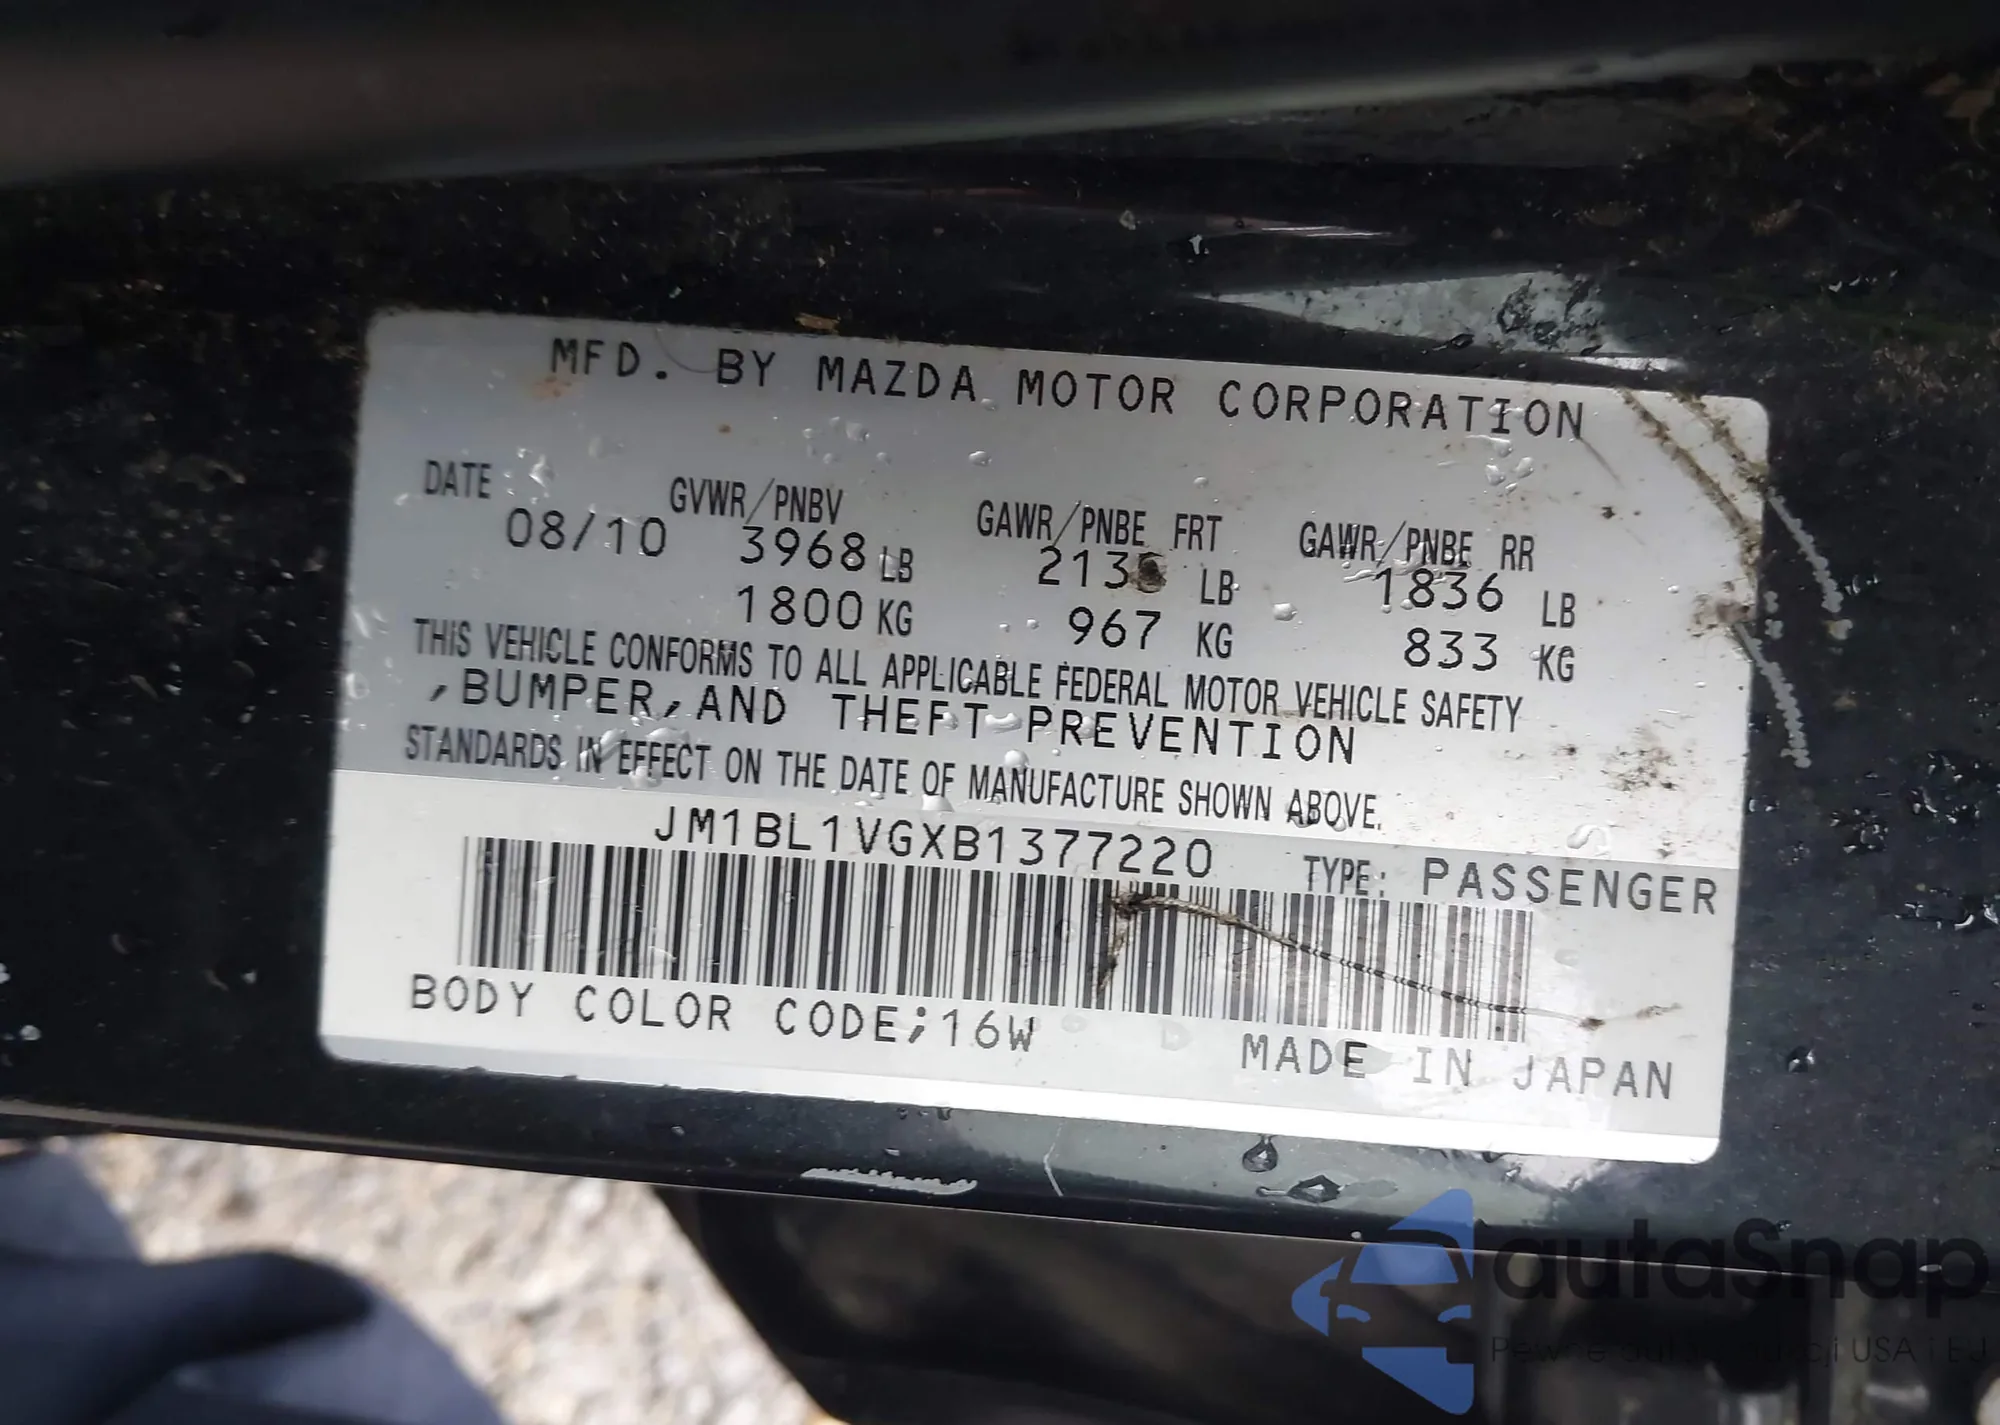 MFD. BY MAZDA MOTOR CORPORATION
DATE GVWR/PNBV GAWR/PNBE FRT GAWR/PNBE RR
08/10 3968 LB LB 1836 LB
1800 KG 967 KG 833 KG
THIS VEHICLE CONFORMS TO ALL APPLICABLE FEDERAL MOTOR VEHICLE SAFETY
,BUMPER,AND THEFT PREVENTION
STANDARDS IN EFFECT ON THE DATE OF MANUFACTURE SHOWN ABOVE.
JM1BL1VGXB1377220 TYPE: PASSENGER
BODY COLOR CODE;16W
MADE IN JAPAN
autaSnap
USA i EU